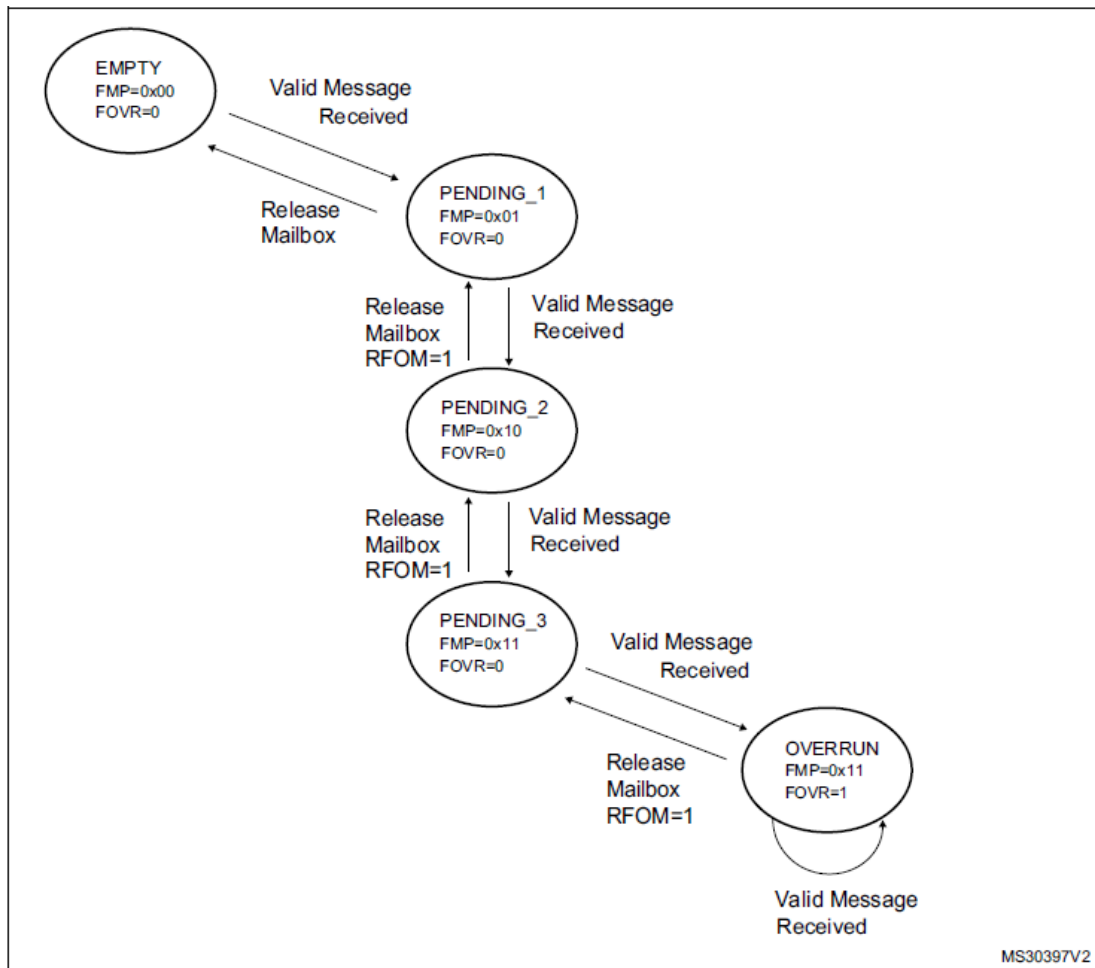 EMPTY
FMP=0x00
FOVR=0
Valid Message
Received
Release
Mailbox
PENDING_1
FMP=0x01
FOVR=0
Release
Mailbox
RFOM=1
Valid Message
Received
PENDING_2
FMP=0x10
FOVR=0
Release
Mailbox
RFOM=1
Valid Message
Received
PENDING_3
FMP=0x11
FOVR=0
Valid Message
Received
Release
Mailbox
RFOM=1
OVERRUN
FMP=0x11
FOVR=1
Valid Message
Received
MS30397V2